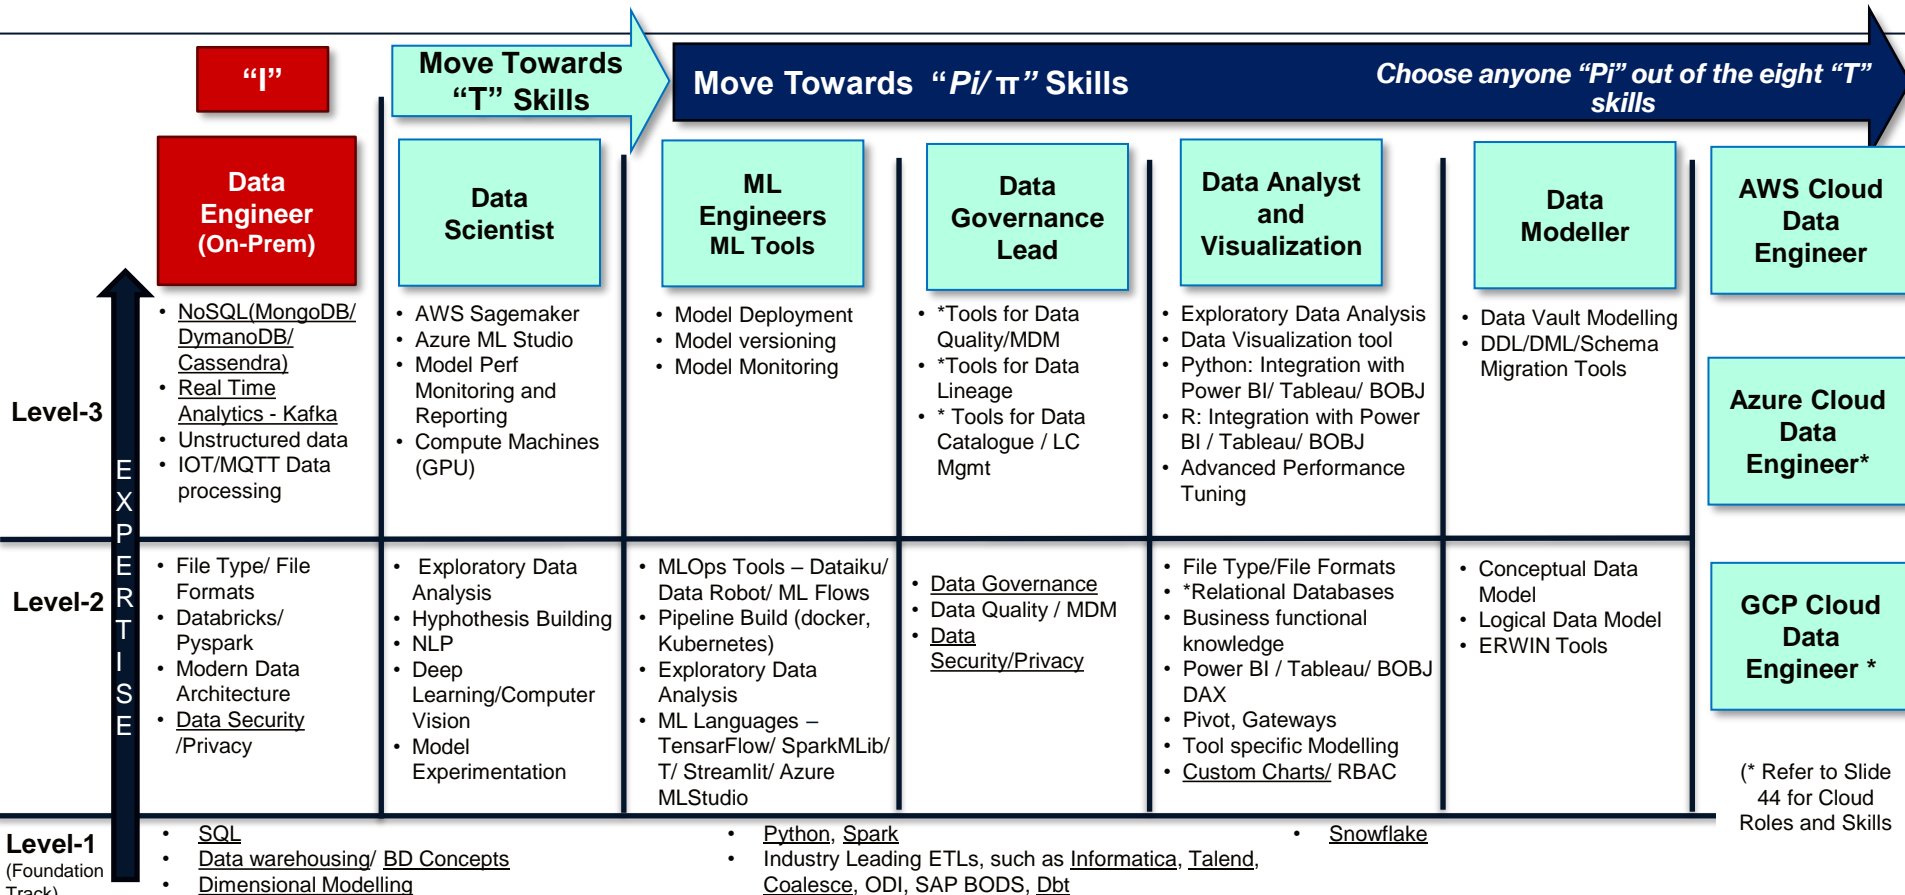 “I”
Move Towards
“T” Skills
Move Towards “Pi/ π” Skills
Choose anyone “Pi” out of the eight “T”
skills
Data
Engineer
(On-Prem)
Data
Scientist
ML
Engineers
ML Tools
Data
Governance
Lead
Data Analyst
and
Visualization
Data
Modeller
AWS Cloud
Data
Engineer
Azure Cloud
Data
Engineer*
GCP Cloud
Data
Engineer *
(* Refer to Slide
44 for Cloud
Roles and Skills
EXPERTISE
Level-3
• NoSQL(MongoDB/
DymanoDB/
Cassendra)
• Real Time
Analytics - Kafka
• Unstructured data
• IOT/MQTT Data
processing
• AWS Sagemaker
• Azure ML Studio
• Model Perf
Monitoring and
Reporting
• Compute Machines
(GPU)
• Model Deployment
• Model versioning
• Model Monitoring
• *Tools for Data
Quality/MDM
• *Tools for Data
Lineage
• * Tools for Data
Catalogue / LC
Mgmt
• Exploratory Data Analysis
• Data Visualization tool
• Python: Integration with
Power BI/ Tableau/ BOBJ
• R: Integration with Power
BI / Tableau/ BOBJ
• Advanced Performance
Tuning
• Data Vault Modelling
• DDL/DML/Schema
Migration Tools
Level-2
• File Type/ File
Formats
• Databricks/
Pyspark
• Modern Data
Architecture
• Data Security
/Privacy
• Exploratory Data
Analysis
• Hyphothesis Building
• NLP
• Deep
Learning/Computer
Vision
• Model
Experimentation
• MLOps Tools – Dataiku/
Data Robot/ ML Flows
• Pipeline Build (docker,
Kubernetes)
• Exploratory Data
Analysis
• ML Languages –
TensarFlow/ SparkMLib/
T/ Streamlit/ Azure
MLStudio
• Data Governance
• Data Quality / MDM
• Data
Security/Privacy
• File Type/File Formats
• *Relational Databases
• Business functional
knowledge
• Power BI / Tableau/ BOBJ
DAX
• Pivot, Gateways
• Tool specific Modelling
• Custom Charts/ RBAC
• Conceptual Data
Model
• Logical Data Model
• ERWIN Tools
Level-1
(Foundation
Track)
• SQL
• Data warehousing/ BD Concepts
• Dimensional Modelling
• Python, Spark
• Industry Leading ETLs, such as Informatica, Talend,
Coalesce, ODI, SAP BODS, Dbt
• Snowflake